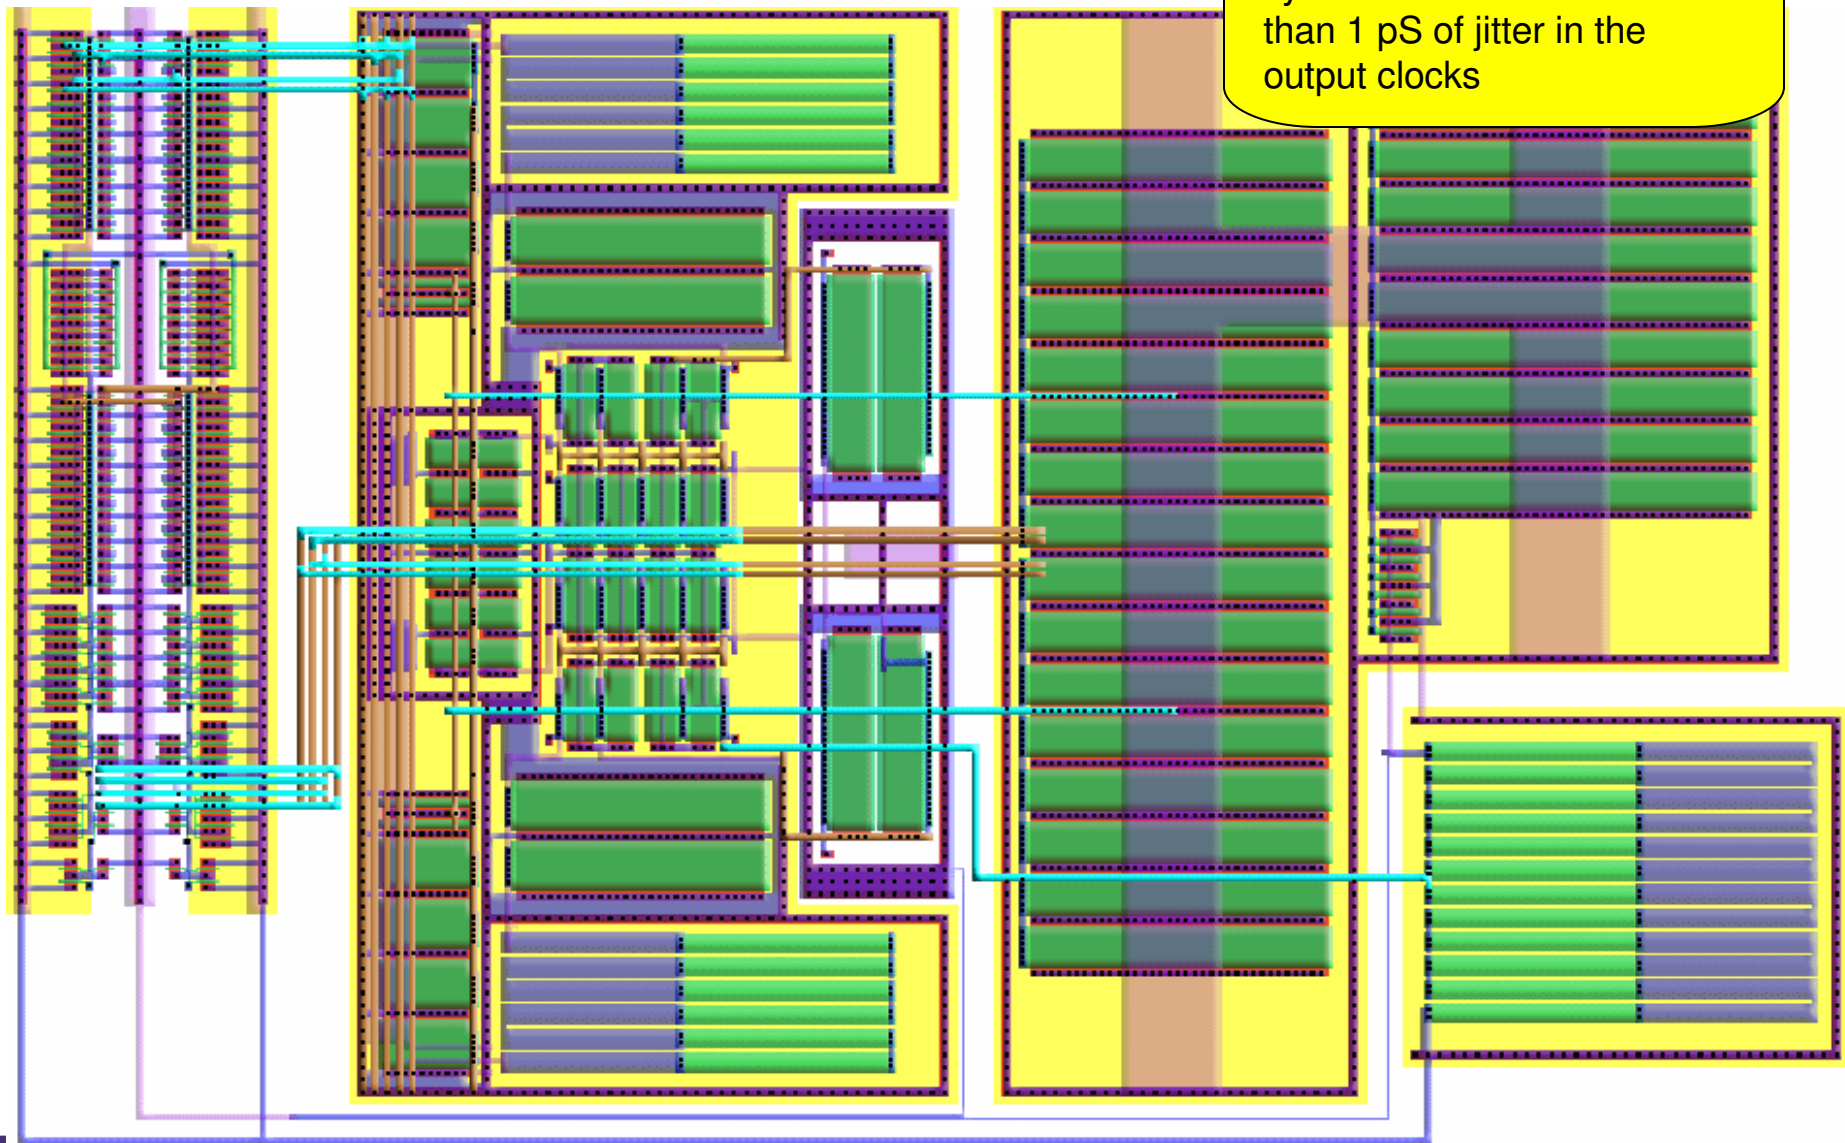 than 1 pS of jitter in the
output clocks